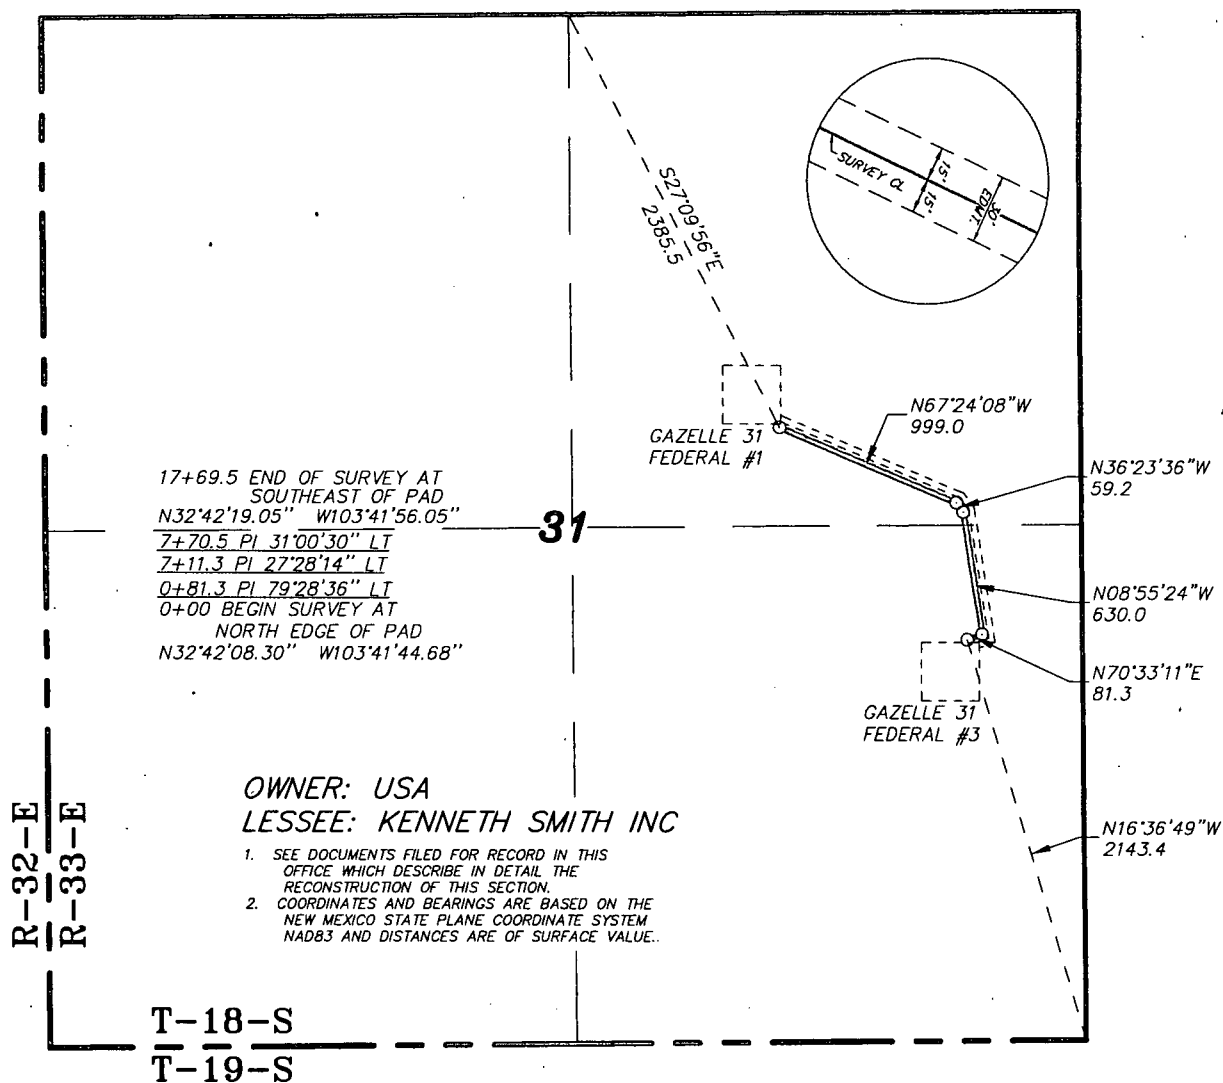 SURVEY CL
15'
15'
30'
EDMT.
S27°09'56"E
2385.5
N67°24'08"W
999.0
GAZELLE 31
FEDERAL #1
N36°23'36"W
59.2
17+69.5 END OF SURVEY AT
SOUTHEAST OF PAD
N32°42'19.05" W103°41'56.05"
7+70.5 PI 31°00'30" LT
7+11.3 PI 27°28'14" LT
0+81.3 PI 79°28'36" LT
0+00 BEGIN SURVEY AT
NORTH EDGE OF PAD
N32°42'08.30" W103°41'44.68"
31
N08°55'24"W
630.0
N70°33'11"E
81.3
GAZELLE 31
FEDERAL #3
OWNER: USA
LESSEE: KENNETH SMITH INC
1. SEE DOCUMENTS FILED FOR RECORD IN THIS
OFFICE WHICH DESCRIBE IN DETAIL THE
RECONSTRUCTION OF THIS SECTION.
2. COORDINATES AND BEARINGS ARE BASED ON THE
NEW MEXICO STATE PLANE COORDINATE SYSTEM
NAD83 AND DISTANCES ARE OF SURFACE VALUE..
N16°36'49"W
2143.4
R-32-E
R-33-E
T-18-S
T-19-S